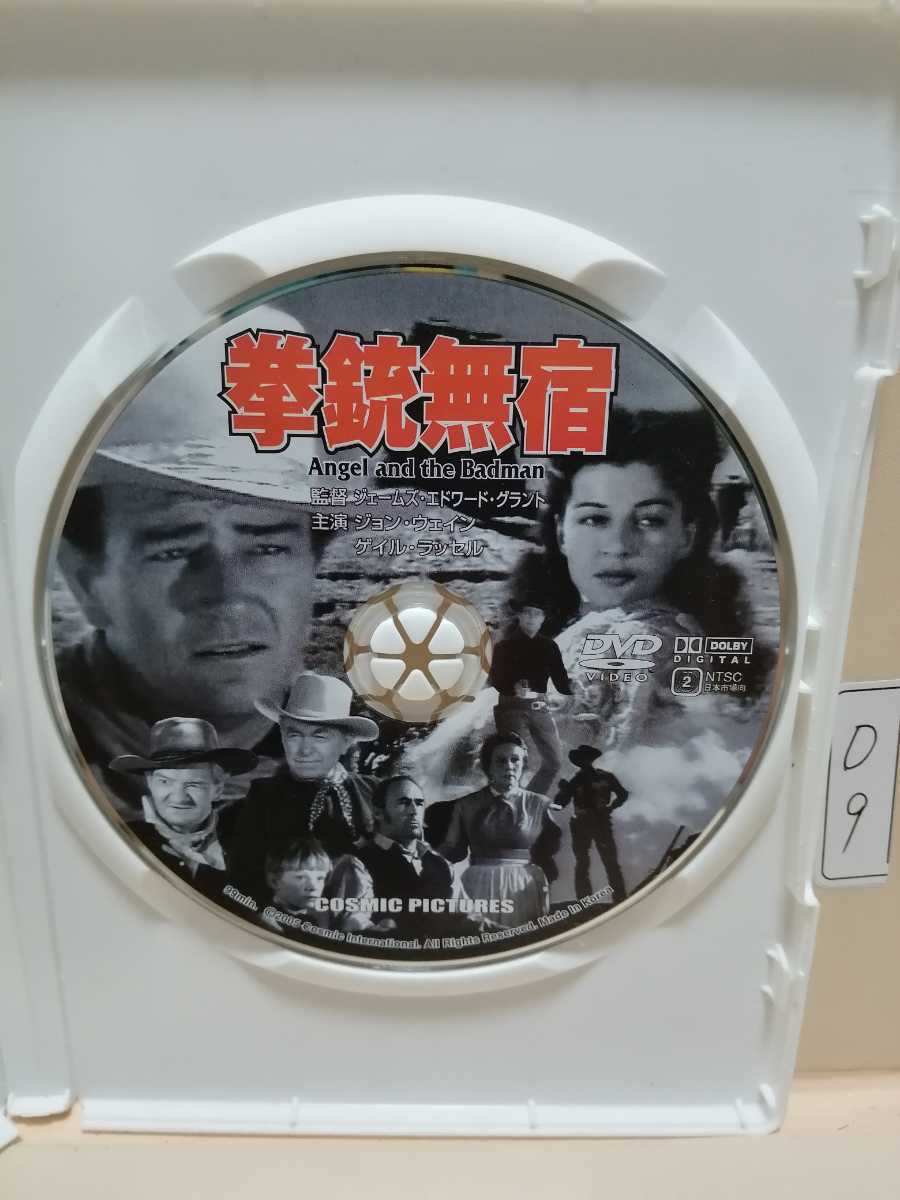 拳銃無宿
Angel and the Badman
監督 ジェームズ・エドワード・グラント
主演 ジョン・ウェイン
ゲイル・ラッセル
DVD
VIDEO
DOLBY
DIGITAL
2
NTSC
日本市場向
D
9
COSMIC PICTURES
99min. ©2005 Cosmic International. All Rights Reserved. Made in Korea